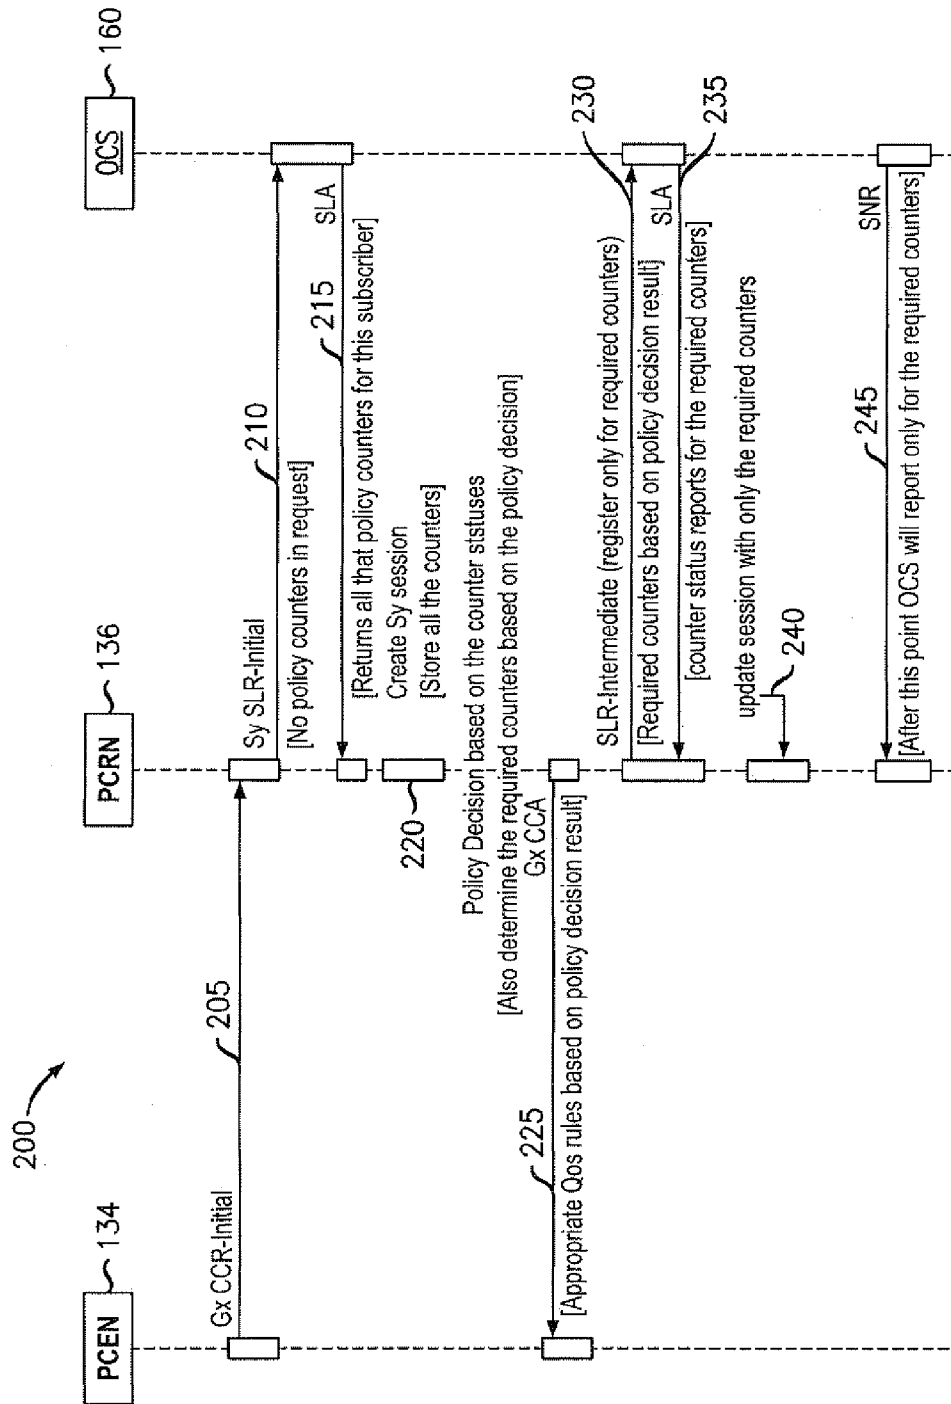 200
PCEN
134
PCRN
136
OCS
160
Gx CCR-Initial
205
Sy SLR-Initial
210
[No policy counters in request]
SLA
215
[Returns all that policy counters for this subscriber]
Create Sy session
[Store all the counters]
220
Policy Decision based on the counter statuses
[Also determine the required counters based on the policy decision]
Gx CCA
225
[Appropriate Qos rules based on policy decision result]
SLR-Intermediate (register only for required counters)
230
[Required counters based on policy decision result]
SLA
235
[counter status reports for the required counters]
update session with only the required counters
240
SNR
245
[After this point OCS will report only for the required counters]